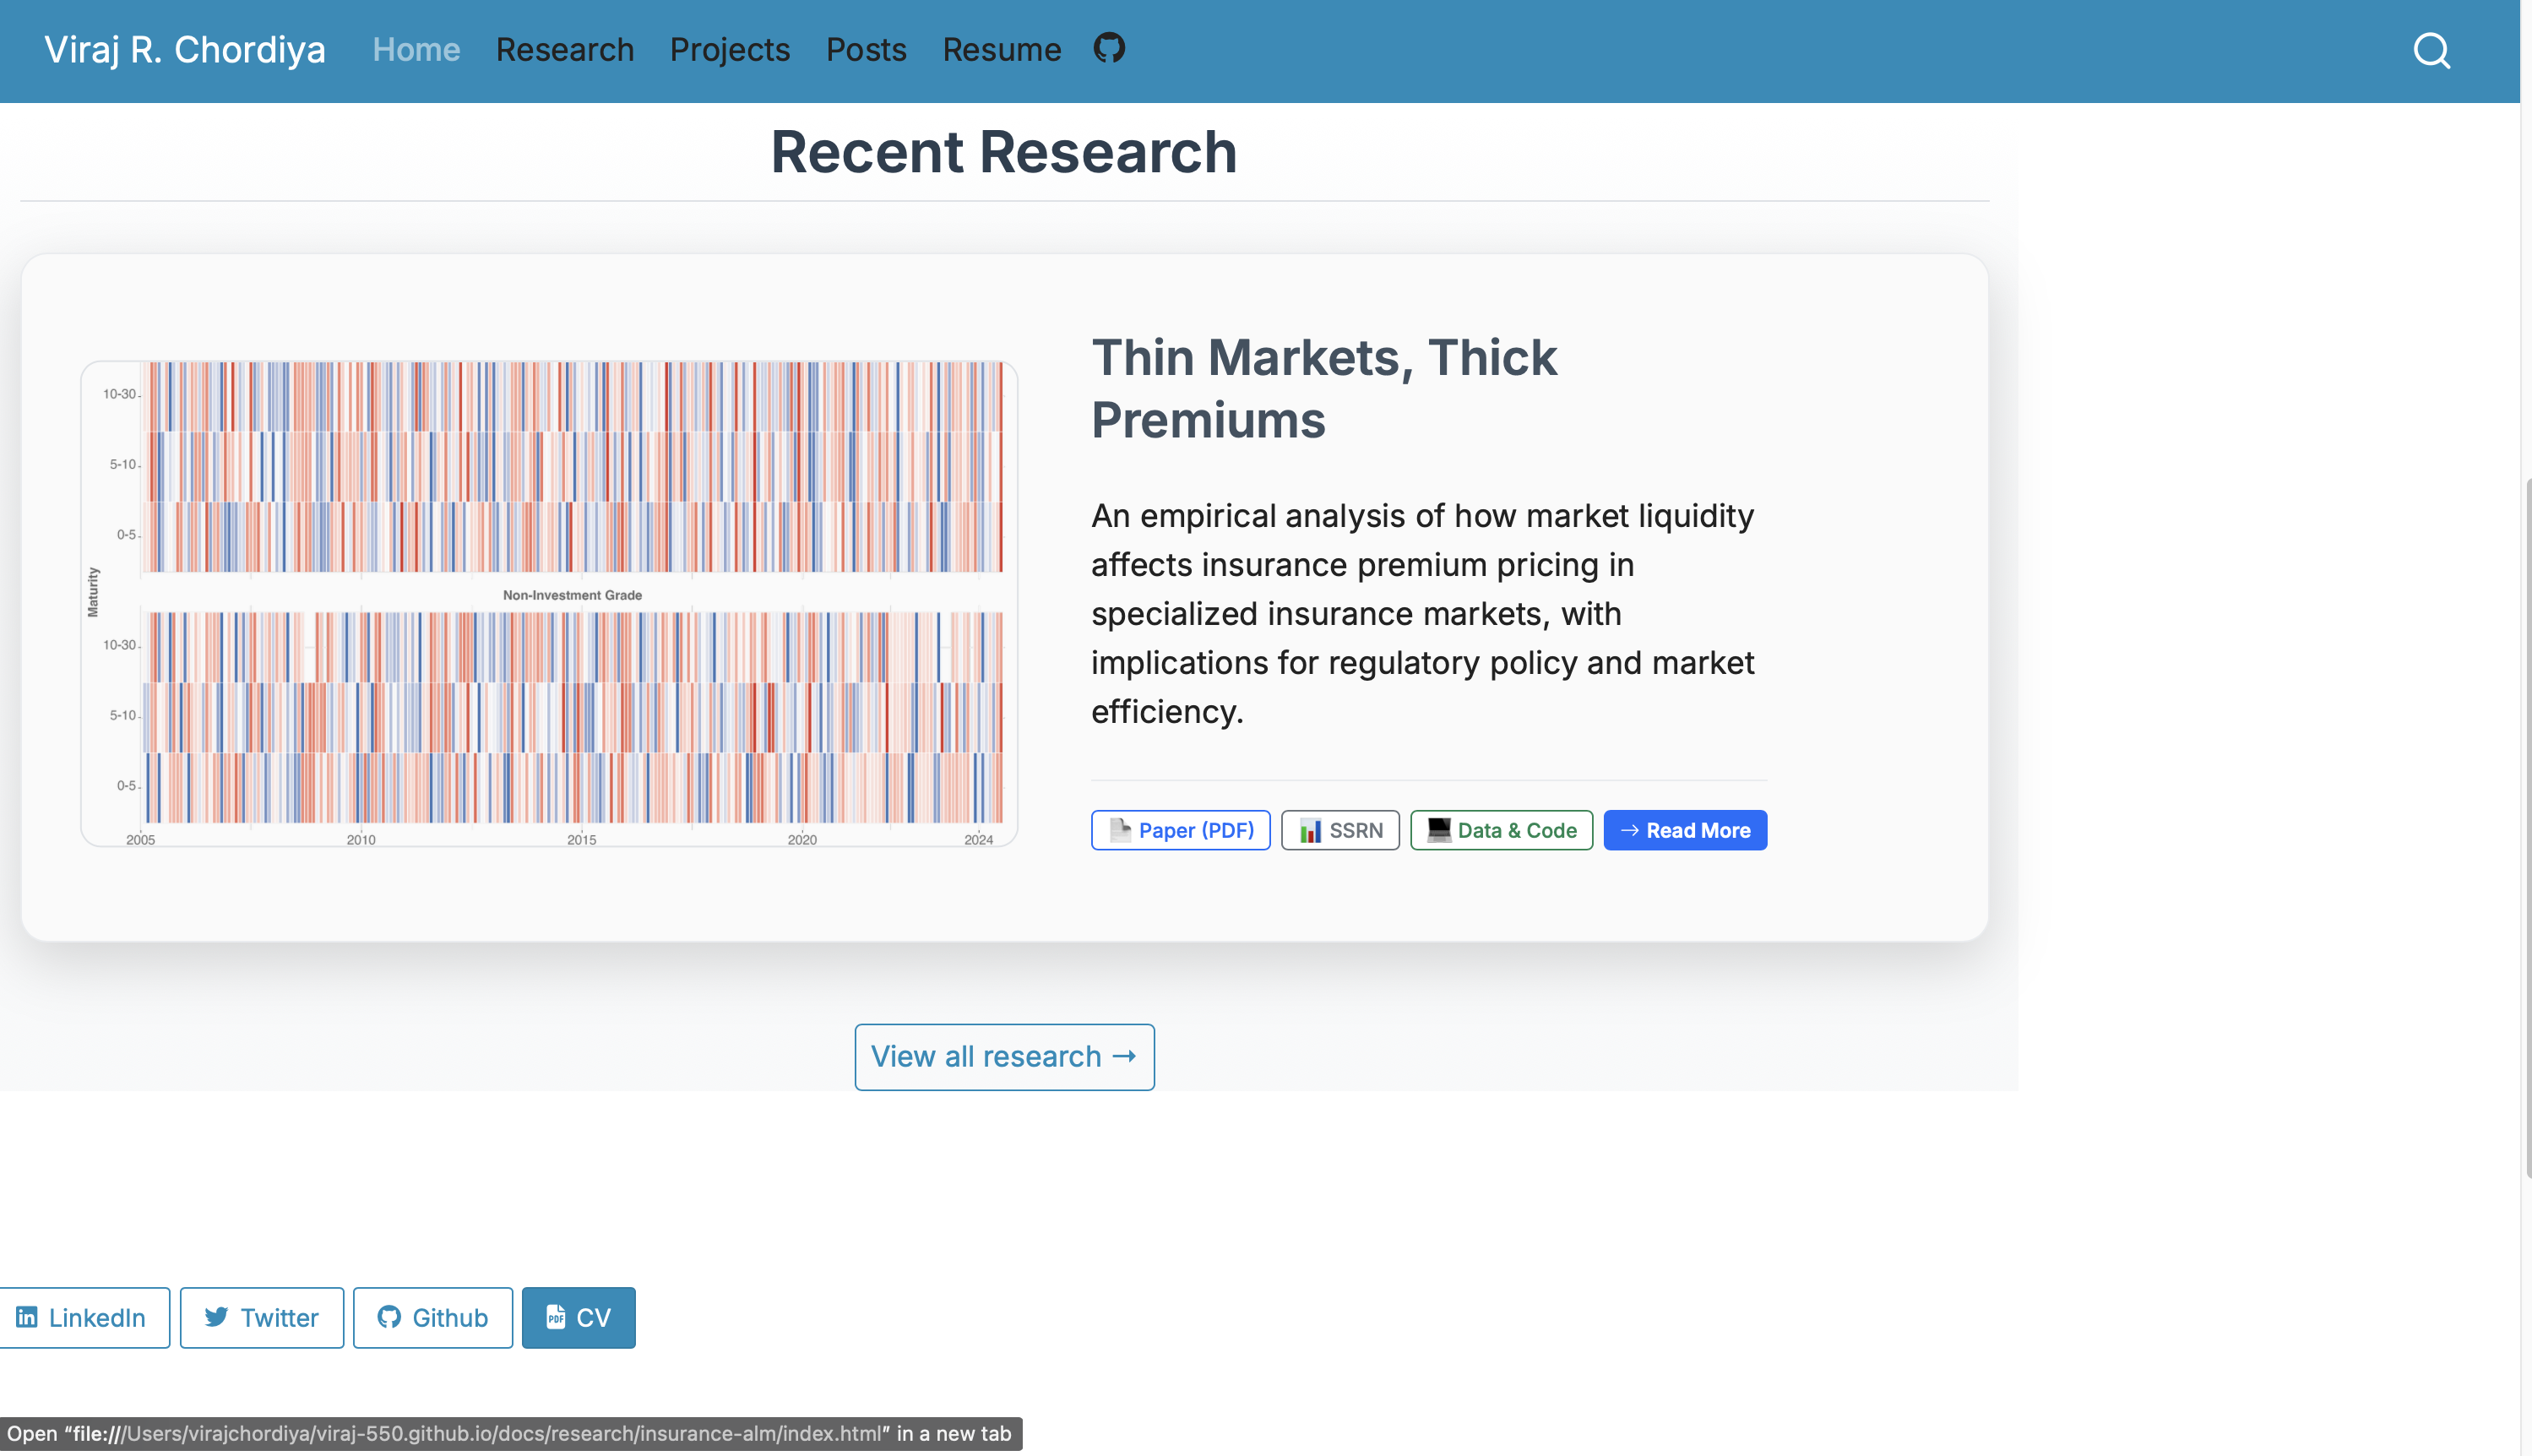 Viraj R. Chordiya Home Research Projects Posts Resume
Recent Research
10-30
5-10
0-5
Maturity
Non-Investment Grade
10-30
5-10
0-5
2005 2010 2015 2020 2024
Thin Markets, Thick
Premiums
An empirical analysis of how market liquidity
affects insurance premium pricing in
specialized insurance markets, with
implications for regulatory policy and market
efficiency.
Paper (PDF) SSRN Data & Code → Read More
View all research →
LinkedIn Twitter Github PDF CV
Open “file:///Users/virajchordiya/viraj-550.github.io/docs/research/insurance-alm/index.html” in a new tab